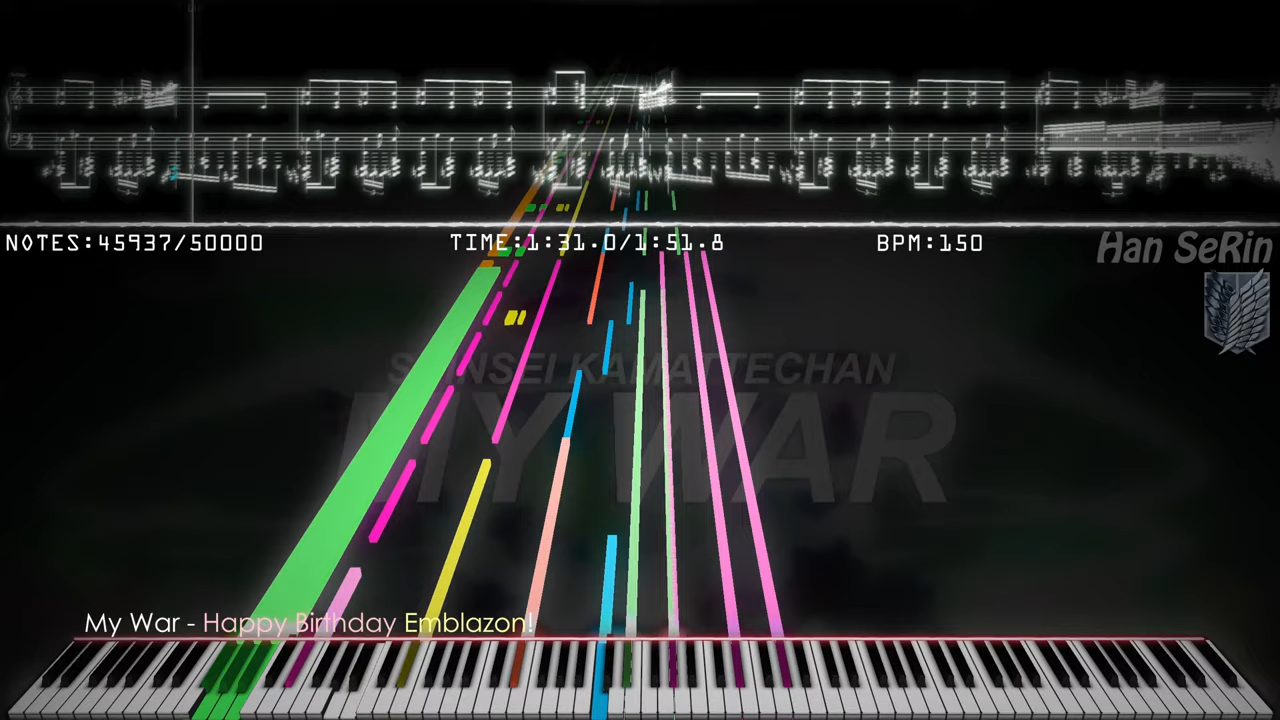 NOTES:45937/50000
TIME:1:31.0/1:51.8
BPM:150
Han SeRin
SHINSEI KAMATTECHAN
MY WAR
My War - Happy Birthday Emblazon!